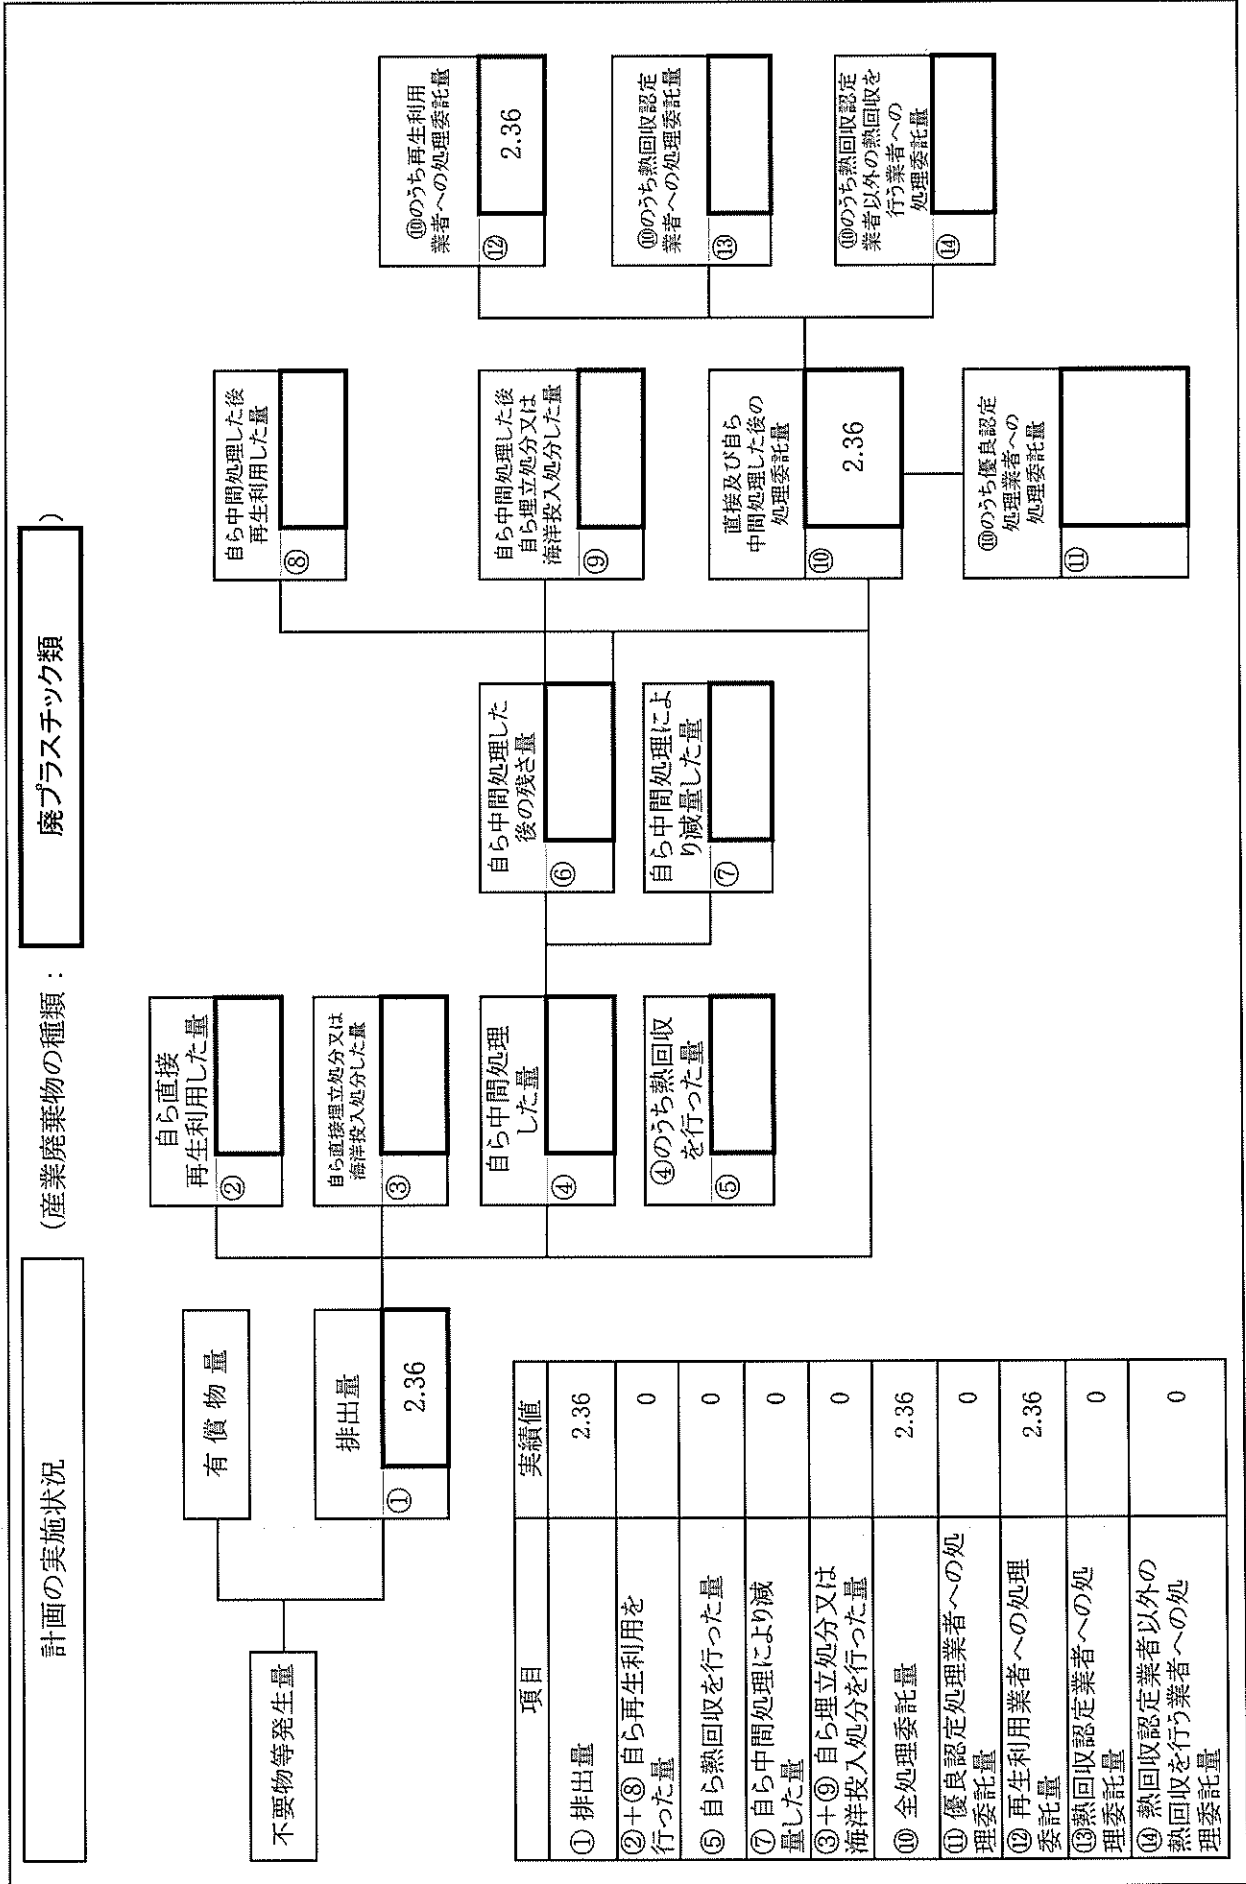 計画の実施状況
(産業廃棄物の種類：
廃プラスチック類
)
不要物等発生量
有 償 物 量
排出量
①
2.36
自ら直接
再生利用した量
②
自ら直接埋立処分又は
海洋投入処分した量
③
自ら中間処理
した量
④
④のうち熱回収
を行った量
⑤
自ら中間処理した
後の残さ量
⑥
自ら中間処理によ
り減量した量
⑦
自ら中間処理した後
再生利用した量
⑧
自ら中間処理した後
自ら埋立処分又は
海洋投入処分した量
⑨
直接及び自ら
中間処理した後の
処理委託量
⑩
2.36
⑩のうち優良認定
処理業者への
処理委託量
⑪
⑩のうち再生利用
業者への処理委託量
⑫
2.36
⑩のうち熱回収認定
業者への処理委託量
⑬
⑩のうち熱回収認定
業者以外の熱回収を
行う業者への
処理委託量
⑭
項目
実績値
① 排出量
2.36
②+⑧ 自ら再生利用を
行った量
0
⑤ 自ら熱回収を行った量
0
⑦ 自ら中間処理により減
量した量
0
③+⑨ 自ら埋立処分又は
海洋投入処分を行った量
0
⑩ 全処理委託量
2.36
⑪ 優良認定処理業者への処
理委託量
0
⑫ 再生利用業者への処理
委託量
2.36
⑬熱回収認定業者への処
理委託量
0
⑭ 熱回収認定業者以外の
熱回収を行う業者への処
理委託量
0